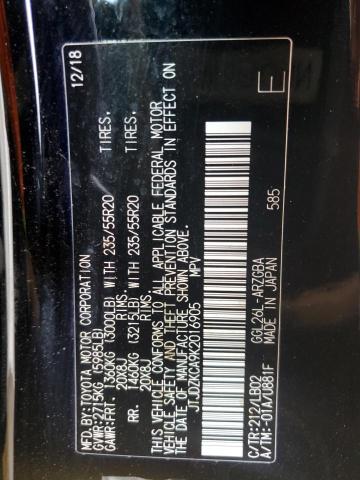 12/18
MFD. BY:TOYOTA MOTOR CORPORATION
GVWR:2715KG (5985LB)
GAWR:FRT. 1360KG (3000LB) WITH 235/55R20 TIRES.
20X8J RIMS.
RR. 1460KG (3215LB) WITH 235/55R20 TIRES.
20X8J RIMS.
THIS VEHICLE CONFORMS TO ALL APPLICABLE FEDERAL MOTOR
VEHICLE SAFETY AND THEFT PREVENTION STANDARDS IN EFFECT ON
THE DATE OF MANUFACTURE SHOWN ABOVE.
JTJDZKCA9K2016905 MPV
E
585
GGL26L-ARZGBA
MADE IN JAPAN
C/TR:212/LB02
A/TM:-01A/U881F